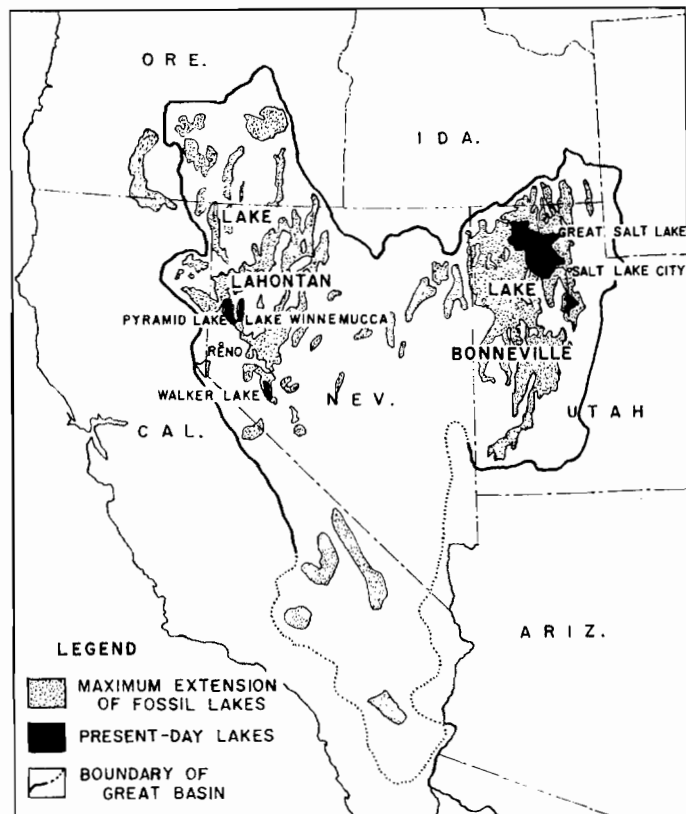 ORE.
IDA.
LAKE
LAHONTAN
GREAT SALT LAKE
SALT LAKE CITY
LAKE
BONNEVILLE
PYRAMID LAKE
LAKE WINNEMUCCA
RENO
WALKER LAKE
NEV.
UTAH
CAL.
ARIZ.
LEGEND
MAXIMUM EXTENSION
OF FOSSIL LAKES
PRESENT-DAY LAKES
BOUNDARY OF
GREAT BASIN